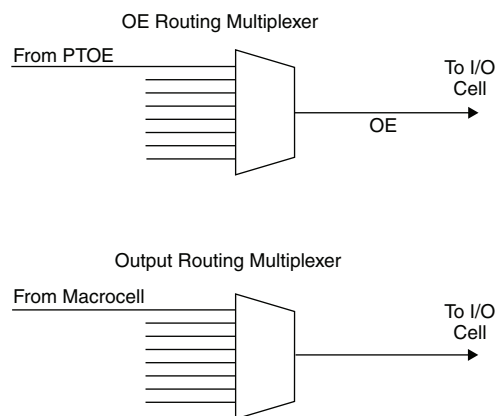 OE Routing Multiplexer
From PTOE
To I/O
Cell
OE
Output Routing Multiplexer
From Macrocell
To I/O
Cell